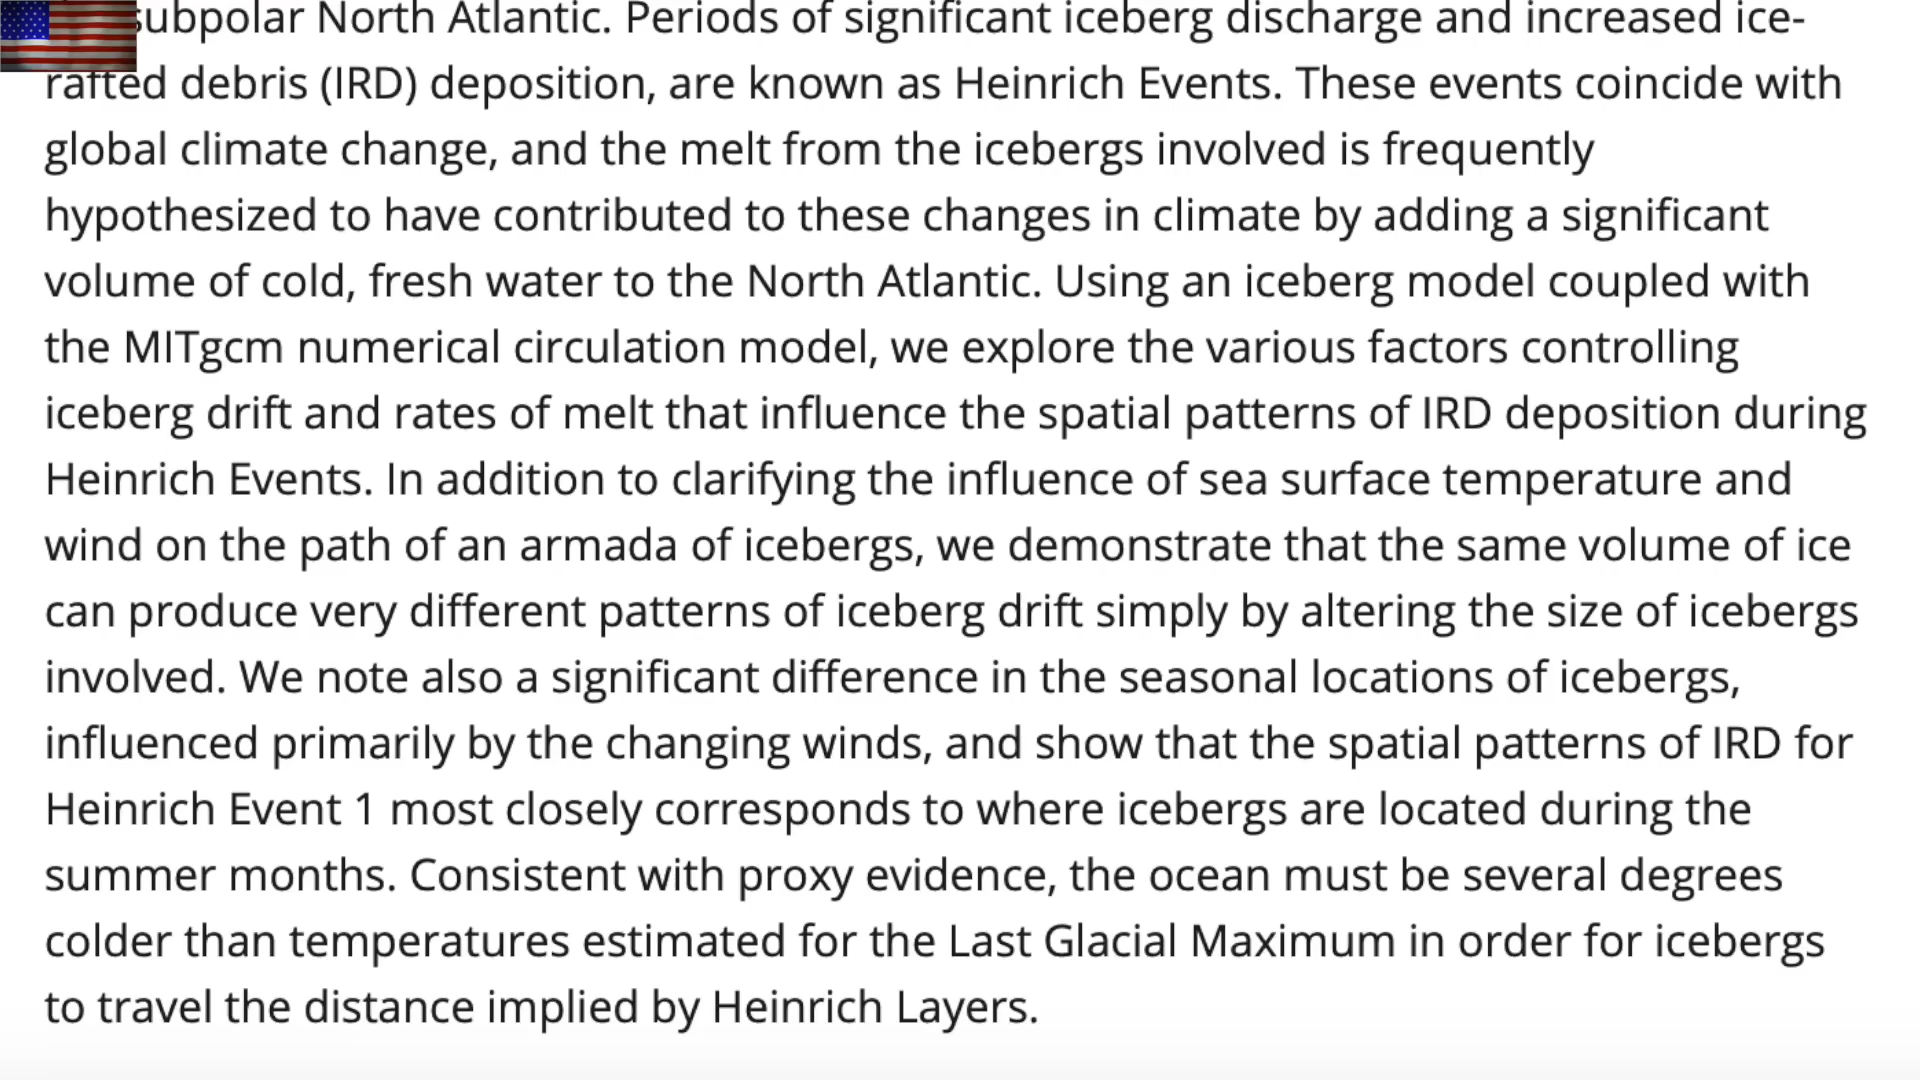 subpolar North Atlantic. Periods of significant iceberg discharge and increased ice-
rafted debris (IRD) deposition, are known as Heinrich Events. These events coincide with
global climate change, and the melt from the icebergs involved is frequently
hypothesized to have contributed to these changes in climate by adding a significant
volume of cold, fresh water to the North Atlantic. Using an iceberg model coupled with
the MITgcm numerical circulation model, we explore the various factors controlling
iceberg drift and rates of melt that influence the spatial patterns of IRD deposition during
Heinrich Events. In addition to clarifying the influence of sea surface temperature and
wind on the path of an armada of icebergs, we demonstrate that the same volume of ice
can produce very different patterns of iceberg drift simply by altering the size of icebergs
involved. We note also a significant difference in the seasonal locations of icebergs,
influenced primarily by the changing winds, and show that the spatial patterns of IRD for
Heinrich Event 1 most closely corresponds to where icebergs are located during the
summer months. Consistent with proxy evidence, the ocean must be several degrees
colder than temperatures estimated for the Last Glacial Maximum in order for icebergs
to travel the distance implied by Heinrich Layers.